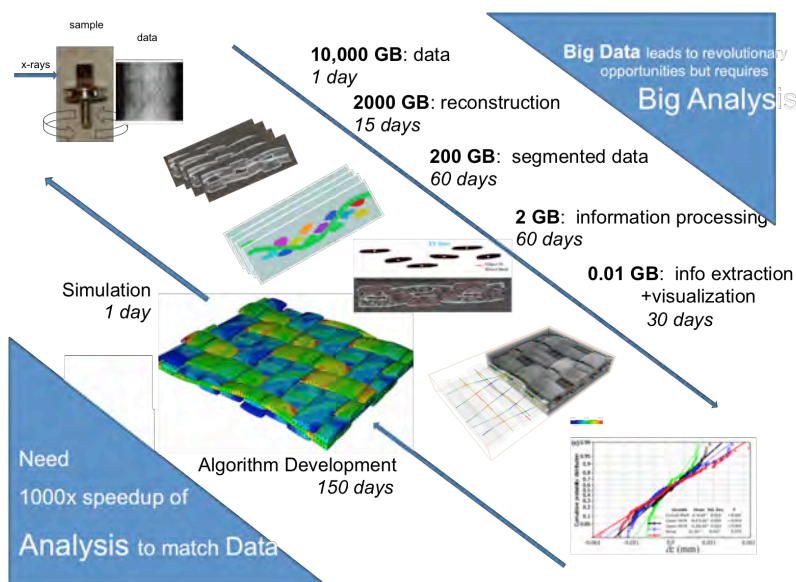 sample
data
x-rays
10,000 GB: data
1 day
2000 GB: reconstruction
15 days
200 GB: segmented data
60 days
2 GB: information processing
60 days
0.01 GB: info extraction
+visualization
30 days
Big Data leads to revolutionary
opportunities but requires
Big Analysis
Simulation
1 day
Algorithm Development
150 days
Need
1000x speedup of
Analysis to match Data
Cumulative probability distribution